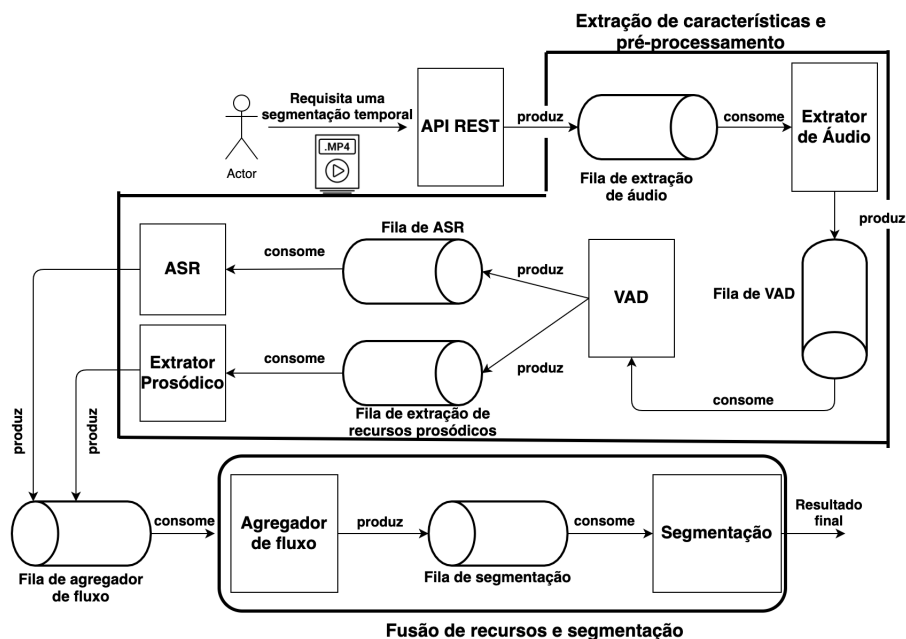 Extração de características e
pré-processamento
Requisita uma
segmentação temporal
.MP4
Actor
API REST
produz
Fila de extração
de áudio
consome
Extrator
de Áudio
produz
Fila de VAD
consome
VAD
produz
produz
Fila de ASR
consome
ASR
Fila de extração de
recursos prosódicos
consome
Extrator
Prosódico
produz
produz
Fila de agregador
de fluxo
consome
Agregador
de fluxo
produz
Fila de segmentação
consome
Segmentação
Resultado
final
Fusão de recursos e segmentação